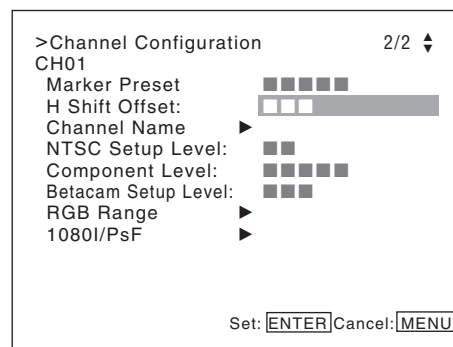 >Channel Configuration 2/2
CH01
Marker Preset ■■■■■
H Shift Offset: □□□
Channel Name ►
NTSC Setup Level: ■■
Component Level: ■■■■■
Betacam Setup Level: ■■■
RGB Range ►
1080I/PsF ►
Set: ENTER Cancel: MENU